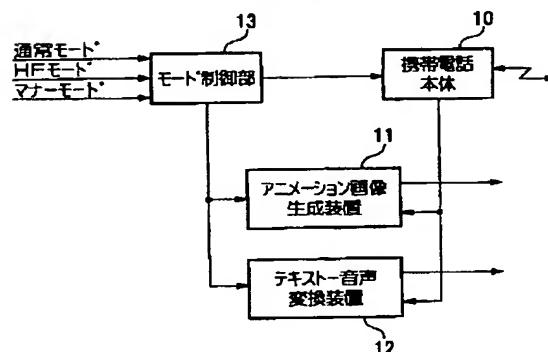 通常モード
HFモード
マナーモード
13
モード制御部
10
携帯電話
本体
11
アニメーション画像
生成装置
テキスト－音声
変換装置
12